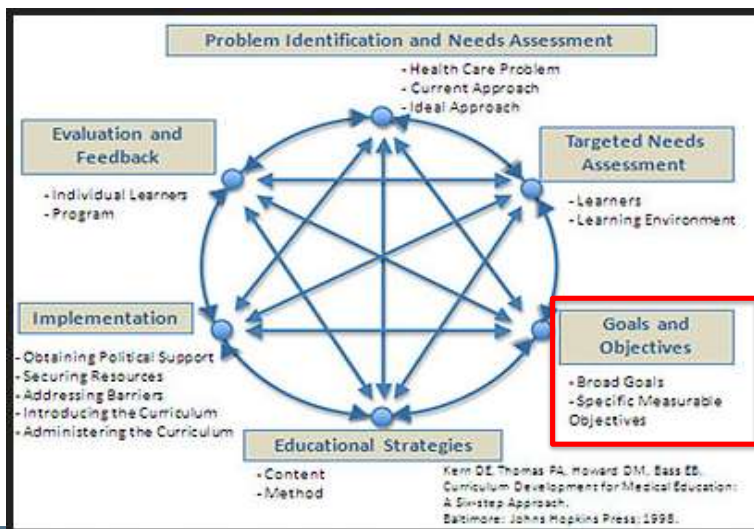 Problem Identification and Needs Assessment
- Health Care Problem
- Current Approach
- Ideal Approach
Evaluation and
Feedback
- Individual Learners
- Program
Targeted Needs
Assessment
- Learners
- Learning Environment
Implementation
- Obtaining Political Support
- Securing Resources
- Addressing Barriers
- Introducing the Curriculum
- Administering the Curriculum
Goals and
Objectives
- Broad Goals
- Specific Measurable
Objectives
Educational Strategies
- Content
- Method
Kern DE, Thomas PA, Howard DM, Bass EB.
Curriculum Development for Medical Education:
A Six-step Approach.
Baltimore: Johns Hopkins Press; 1998.